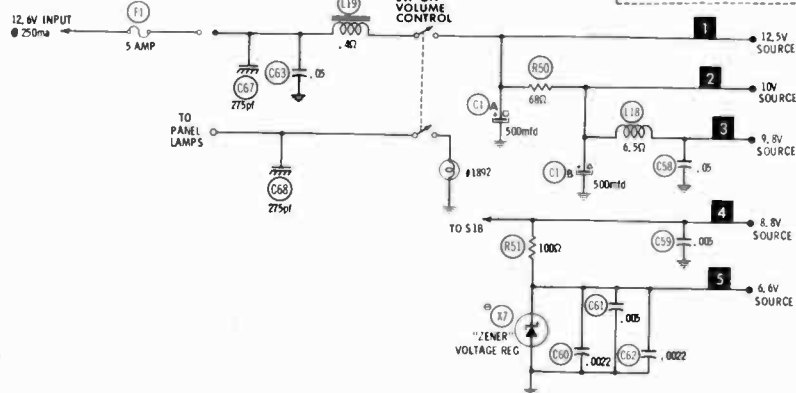 12.6V INPUT
@ 250ma
F1
5 AMP
C67
275pf
C63
.05
L19
.4Ω
VOLUME
CONTROL
TO
PANEL
LAMPS
C68
275pf
#1892
C1 A
500mfd
R50
68Ω
C1 B
500mfd
L18
6.5Ω
C58
.05
1
12.5V
SOURCE
2
10V
SOURCE
3
9.8V
SOURCE
TO S1B
R51
100Ω
C59
.005
4
8.8V
SOURCE
5
6.6V
SOURCE
X7
"ZENER"
VOLTAGE REG
C60
.0022
C61
.005
C62
.0022